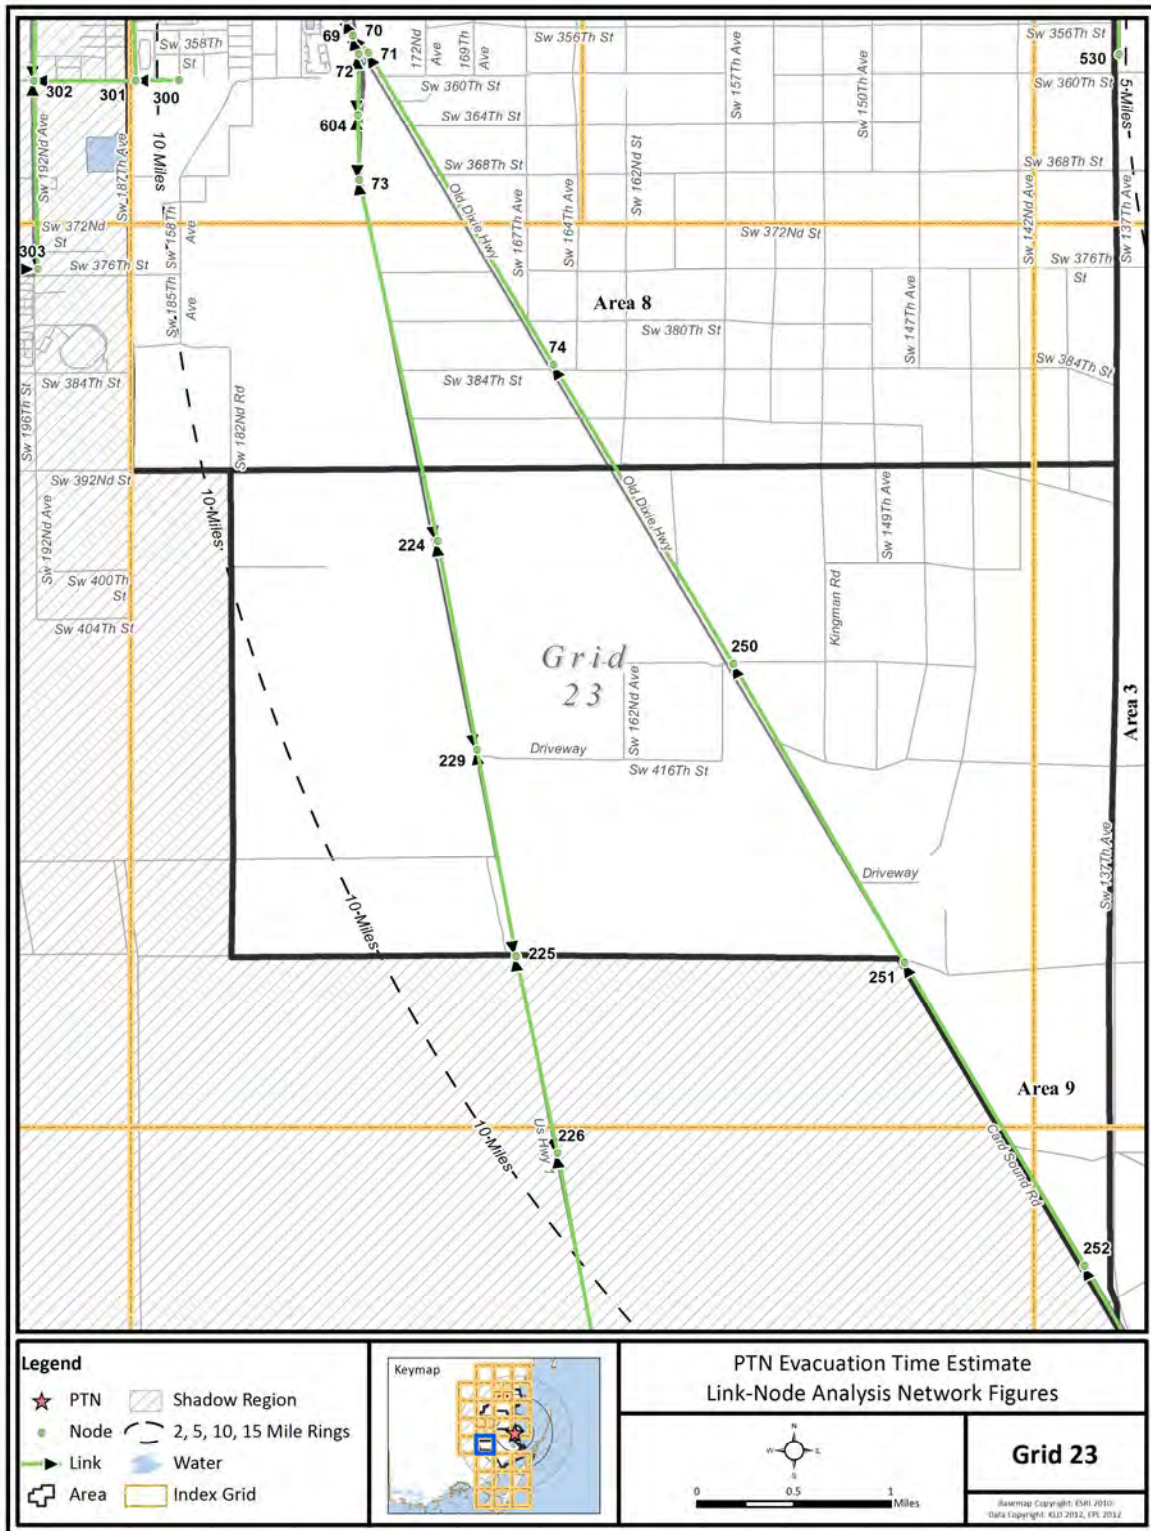 70
69
71
72
172Nd
Ave
169Th
Ave
Sw 356Th St
Sw 356Th St
530
Sw 358Th
St
302
301
300
Sw 360Th St
Sw 360Th St
Sw 157Th Ave
Sw 150Th Ave
5-Miles
604
Sw 364Th St
Sw 192Nd Ave
Sw 187Th Ave
10 Miles
Sw 368Th St
Sw 162Nd St
Sw 368Th St
73
Old Dixie Hwy
Sw 167Th Ave
Sw 164Th Ave
Sw 142Nd Ave
Sw 137Th Ave
Sw 372Nd
St
Sw 158Th
Ave
Sw 372Nd St
303
Sw 376Th St
Sw 376Th
St
Sw 185Th
Ave
Area 8
Sw 147Th Ave
Sw 380Th St
74
Sw 384Th St
Sw 384Th St
Sw 384Th St
Sw 196Th St
Sw 182Nd Rd
Sw 392Nd St
Sw 192Nd Ave
10-Miles
Old Dixie Hwy
Sw 149Th Ave
224
Sw 400Th
St
Sw 404Th St
Kingman Rd
Grid
23
250
Sw 162Nd Ave
Area 3
229
Driveway
Sw 416Th St
Sw 137Th Ave
Driveway
10-Miles
225
251
Area 9
10-Miles
226
Us Hwy 1
Card Sound Rd
252
Legend
PTN
Shadow Region
Node
2, 5, 10, 15 Mile Rings
Link
Water
Area
Index Grid
Keymap
PTN Evacuation Time Estimate
Link-Node Analysis Network Figures
N
W
E
S
0
0.5
1
Miles
Grid 23
Basemap Copyright: ESRI 2010
Data Copyright: KLD 2012, FPL 2012